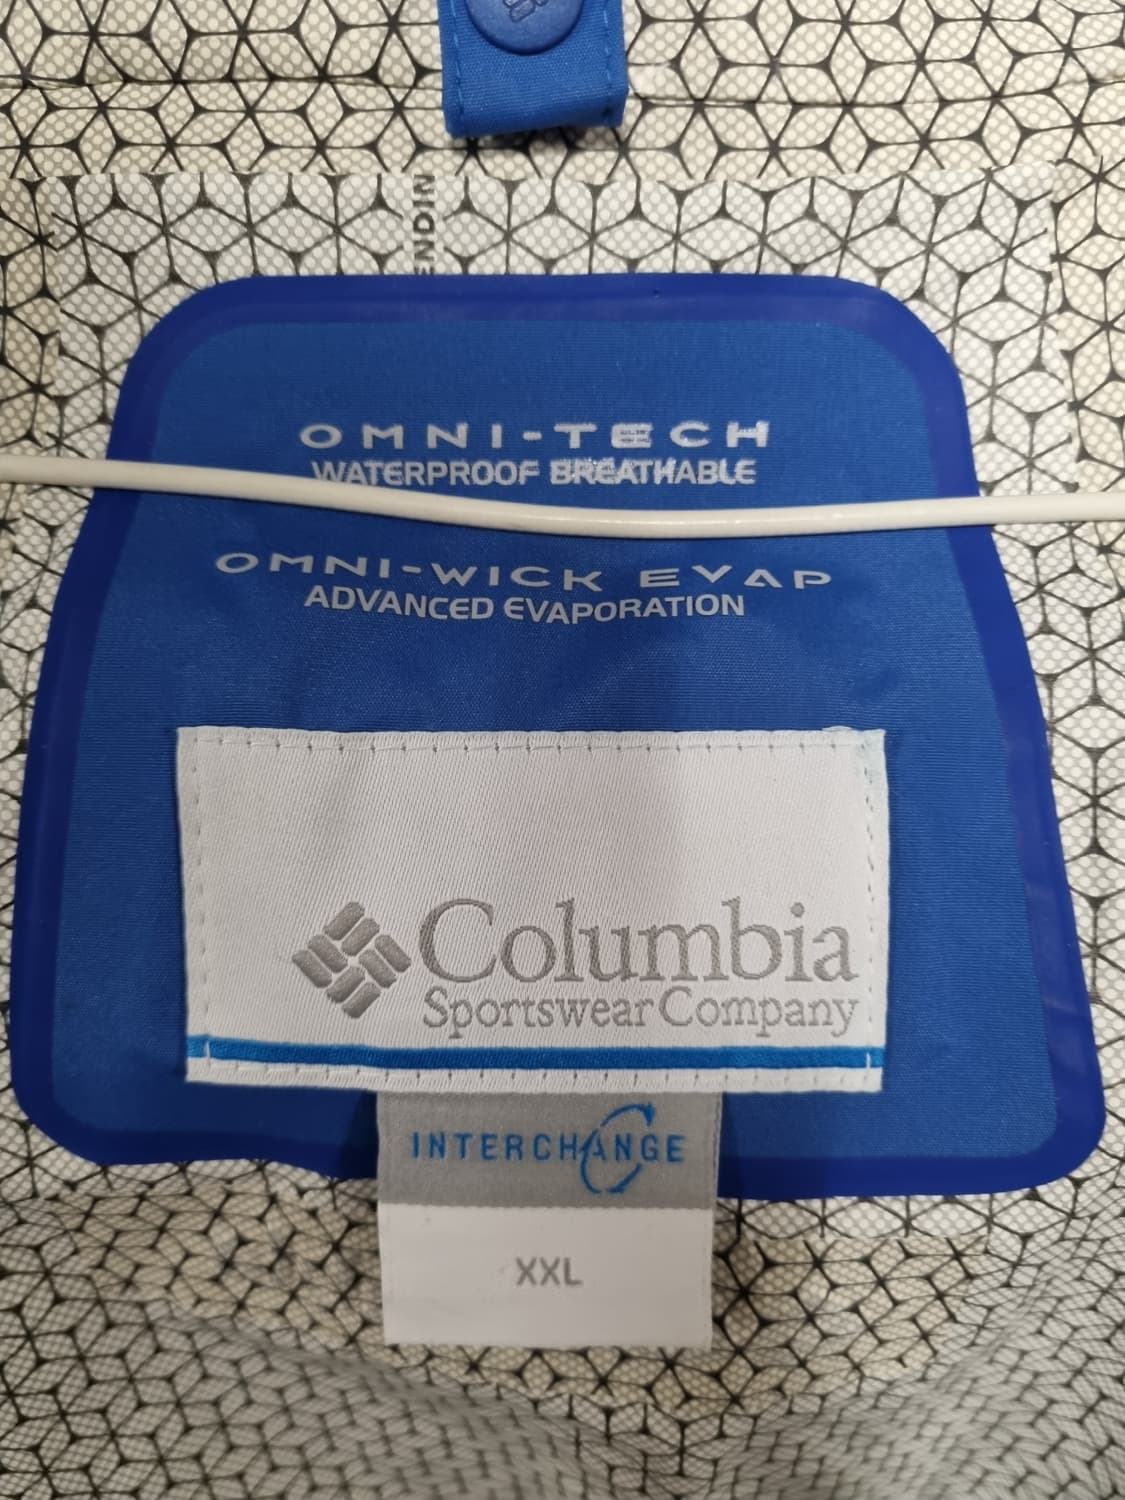 OMNI-TECH
WATERPROOF BREATHABLE
OMNI-WICK EVAP
ADVANCED EVAPORATION
Columbia
Sportswear Company
INTERCHANGE
XXL